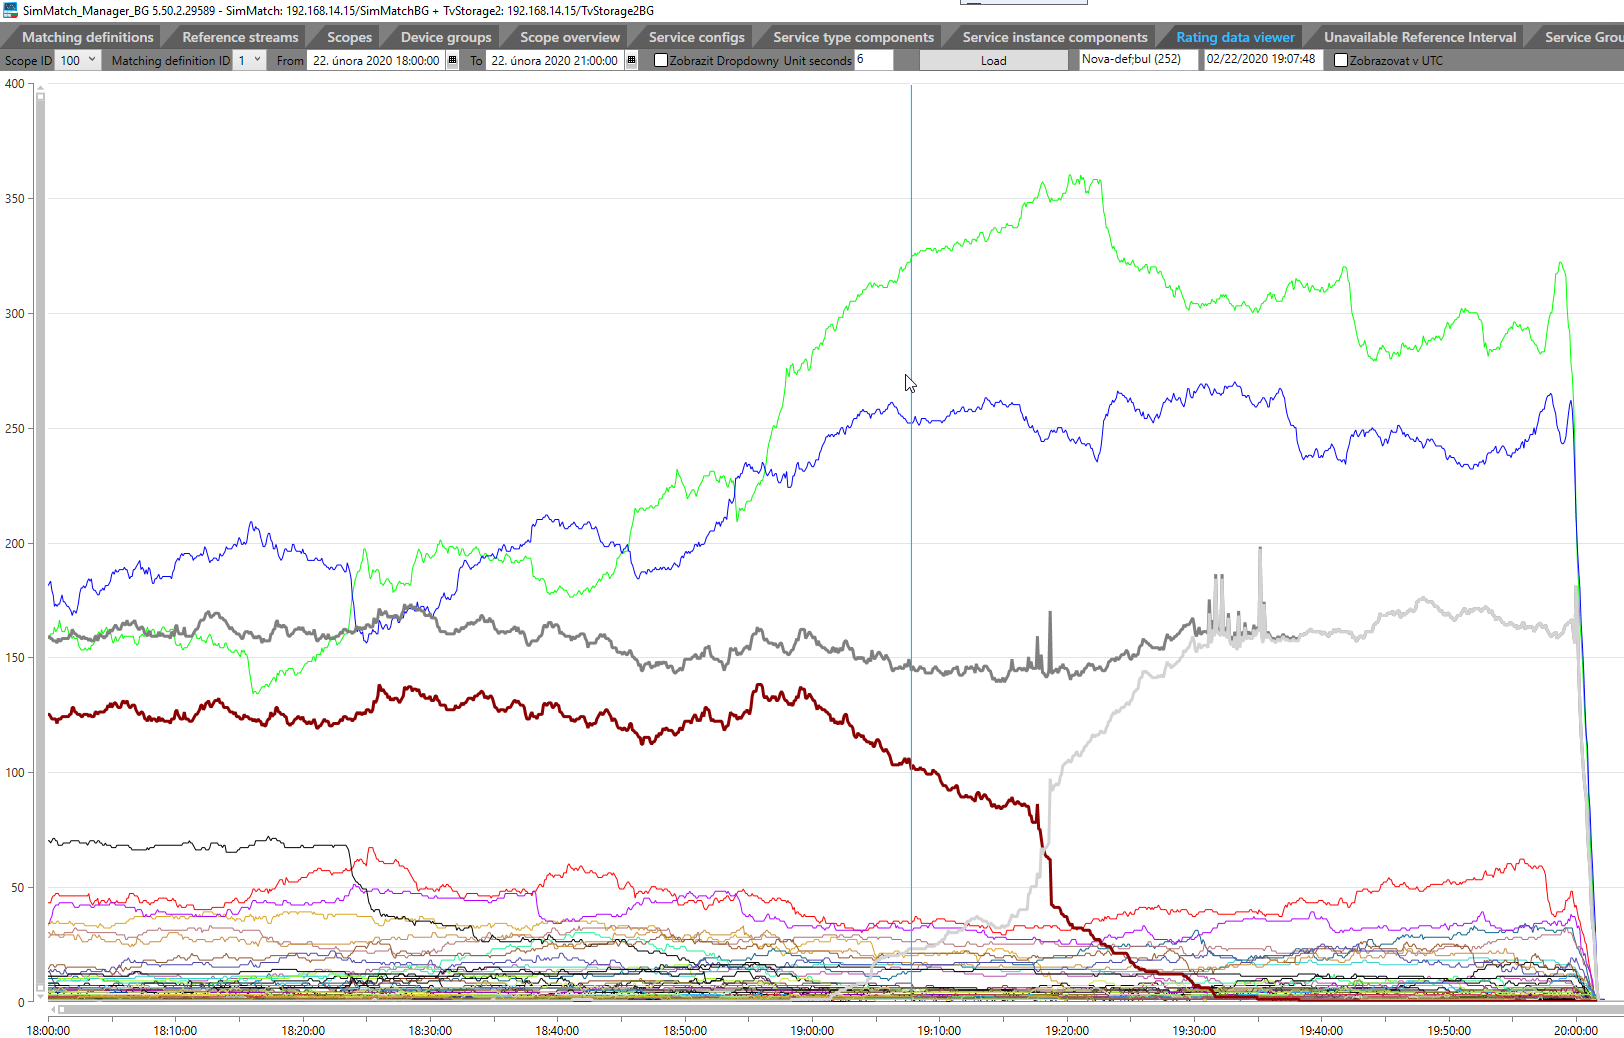 SimMatch_Manager_BG 5.50.2.29589 - SimMatch: 192.168.14.15/SimMatchBG + TvStorage2: 192.168.14.15/TvStorage2BG
Matching definitions Reference streams Scopes Device groups Scope overview Service configs Service type components Service instance components Rating data viewer Unavailable Reference Interval Service Grou
Scope ID 100 Matching definition ID 1 From 22. února 2020 18:00:00 To 22. února 2020 21:00:00 Zobrazit Dropdowny Unit seconds 6 Load Nova-def;bul (252) 02/22/2020 19:07:48 Zobrazovat v UTC
400
350
300
250
200
150
100
50
0
18:00:00 18:10:00 18:20:00 18:30:00 18:40:00 18:50:00 19:00:00 19:10:00 19:20:00 19:30:00 19:40:00 19:50:00 20:00:00